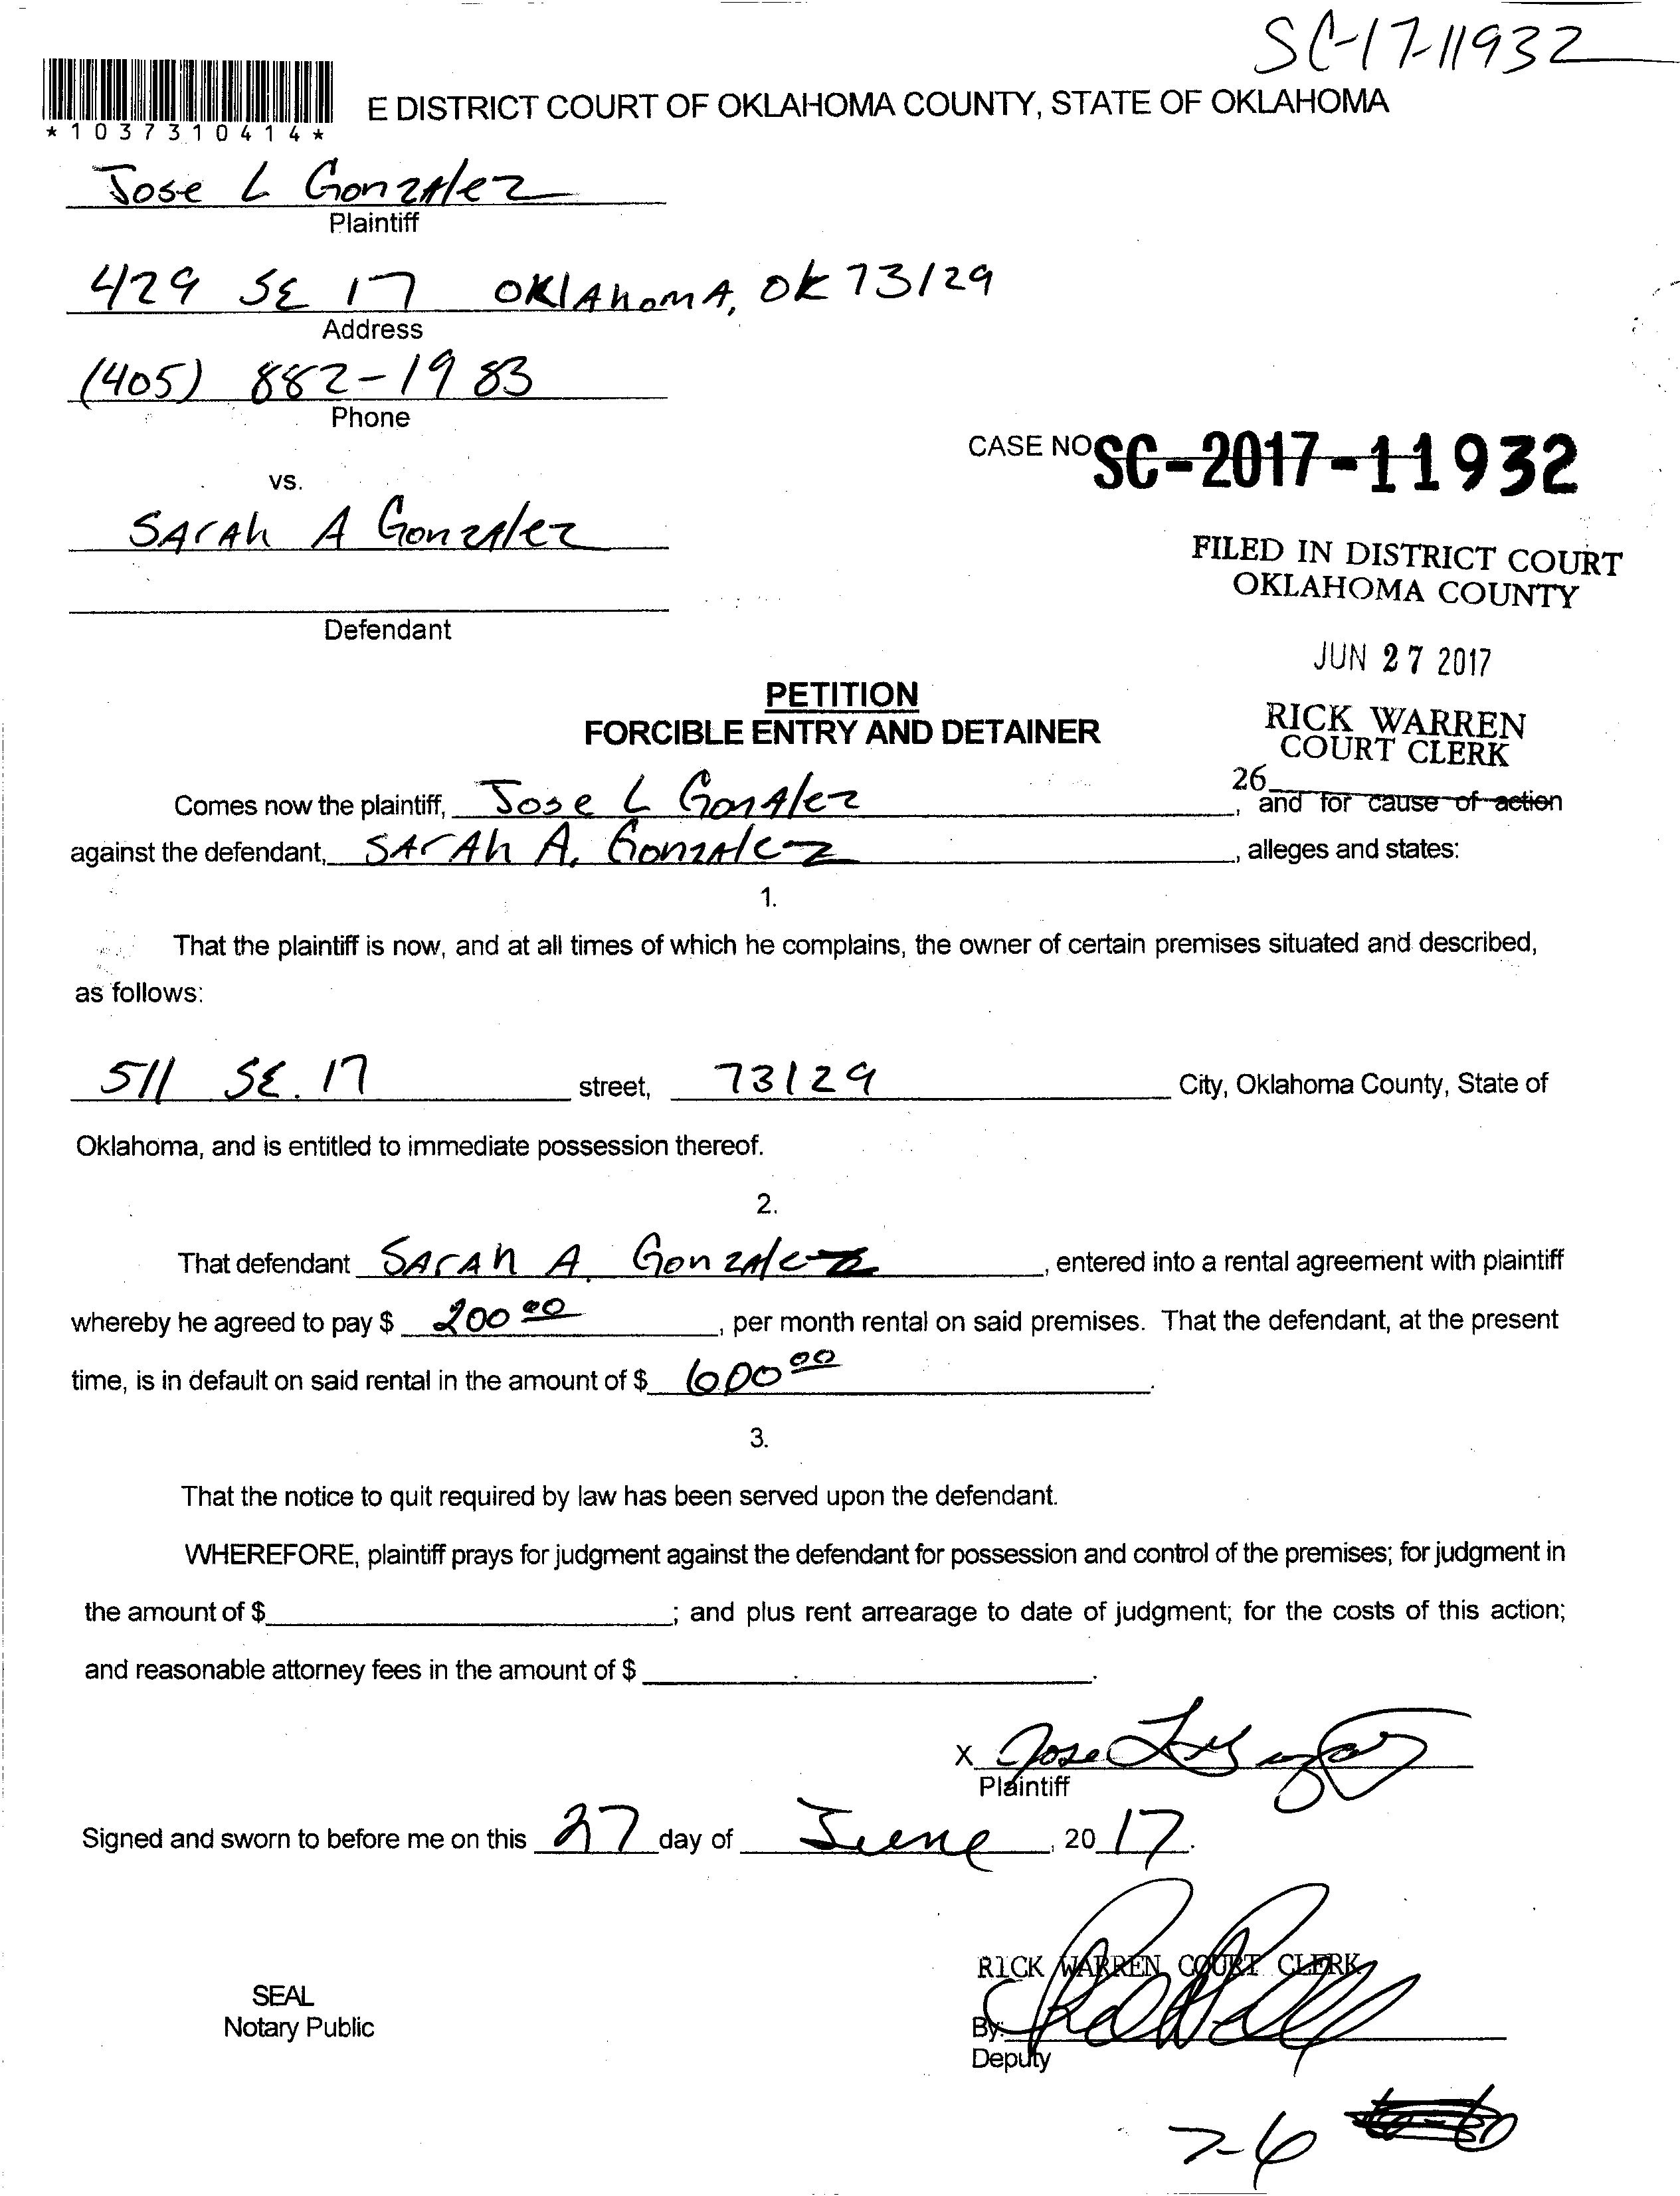 SC-17-11932
*1037310414*
E DISTRICT COURT OF OKLAHOMA COUNTY, STATE OF OKLAHOMA
Jose L Gonzalez
Plaintiff
429 SE 17 Oklahoma, OK 73129
Address
(405) 882-1983
Phone
CASE NO SC-2017-11932
vs.
Sarah A Gonzalez
FILED IN DISTRICT COURT
OKLAHOMA COUNTY
Defendant
JUN 27 2017
PETITION
FORCIBLE ENTRY AND DETAINER
RICK WARREN
COURT CLERK
26
Comes now the plaintiff, Jose L Gonalez, and for cause of action
against the defendant, Sarah A. Gonzalez, alleges and states:
1.
That the plaintiff is now, and at all times of which he complains, the owner of certain premises situated and described,
as follows:
511 SE. 17 street, 73129 City, Oklahoma County, State of
Oklahoma, and is entitled to immediate possession thereof.
2.
That defendant Sarah A. Gonzalez, entered into a rental agreement with plaintiff
whereby he agreed to pay $ 200 00, per month rental on said premises. That the defendant, at the present
time, is in default on said rental in the amount of $ 600 00.
3.
That the notice to quit required by law has been served upon the defendant.
WHEREFORE, plaintiff prays for judgment against the defendant for possession and control of the premises; for judgment in
the amount of $ ; and plus rent arrearage to date of judgment; for the costs of this action;
and reasonable attorney fees in the amount of $ .
X Jose L
Plaintiff
Signed and sworn to before me on this 27 day of June, 2017.
RICK WARREN COURT CLERK
SEAL
Notary Public
By:
Deputy
7-6